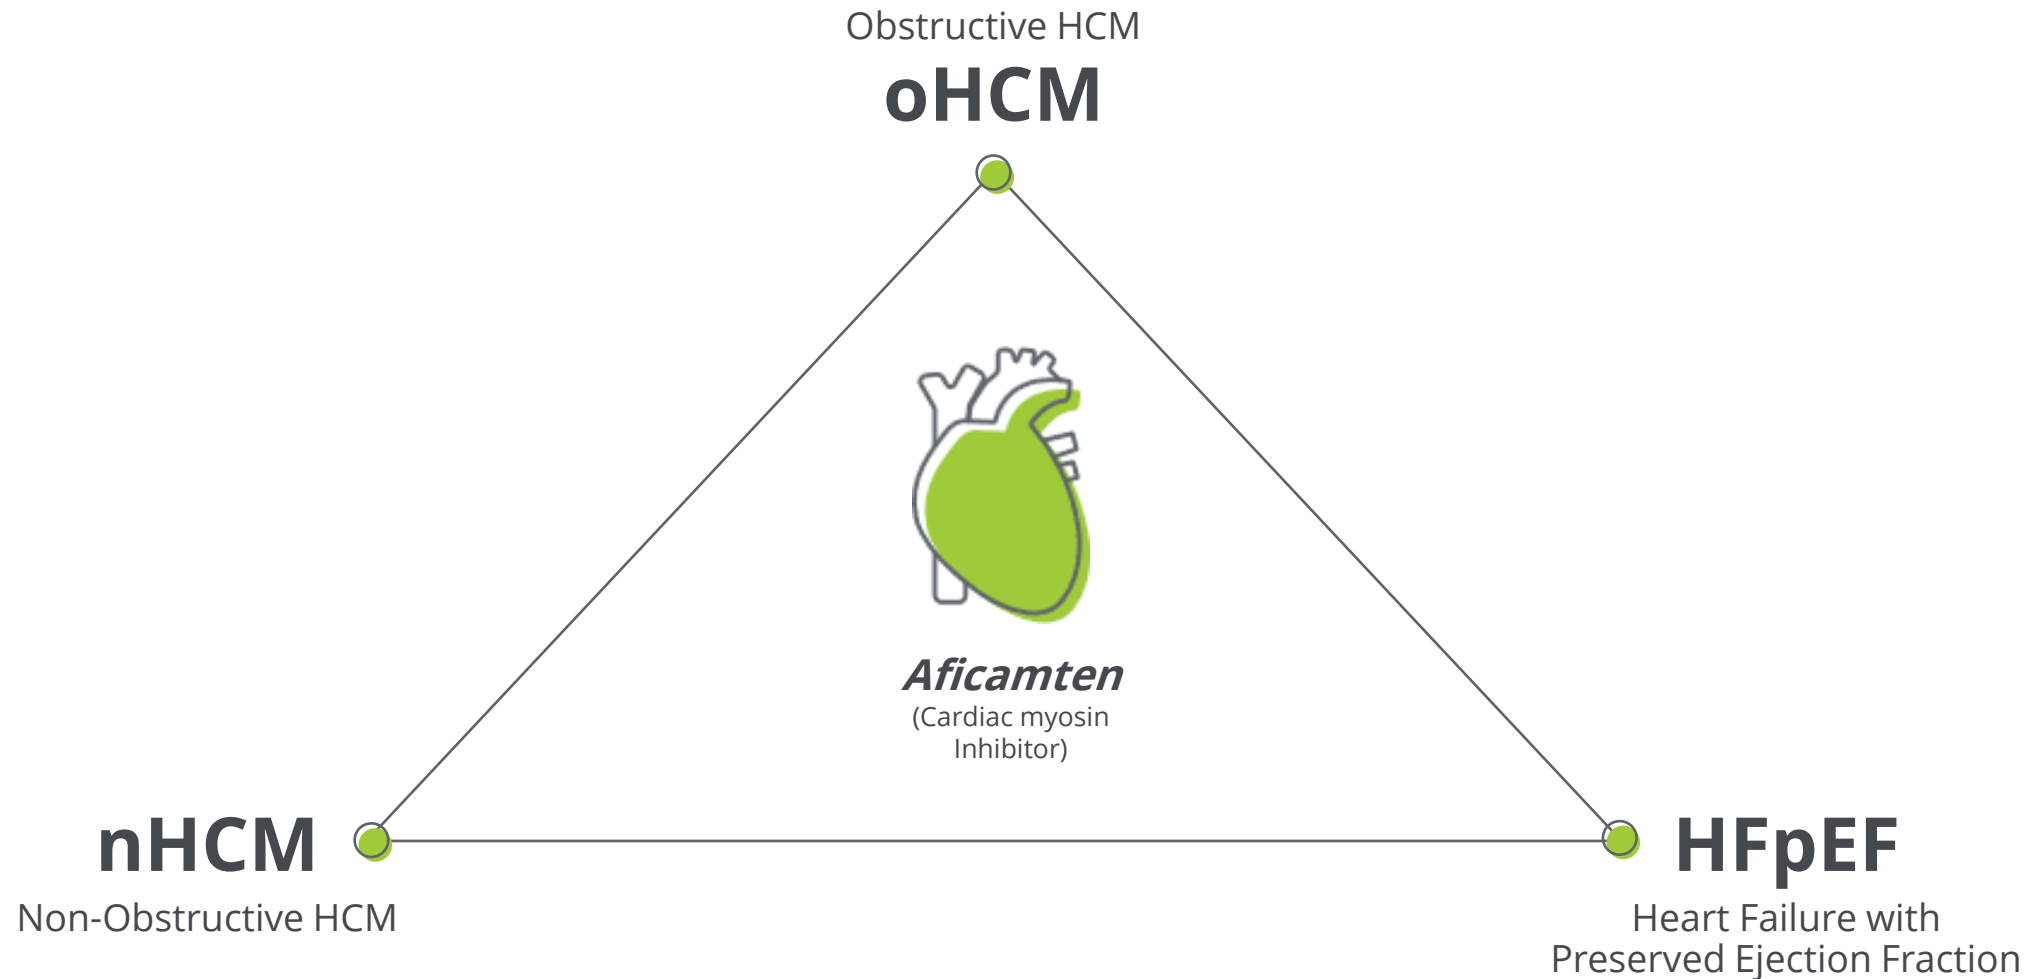 Obstructive HCM
oHCM
Aficamten
(Cardiac myosin
Inhibitor)
nHCM
Non-Obstructive HCM
HFpEF
Heart Failure with
Preserved Ejection Fraction